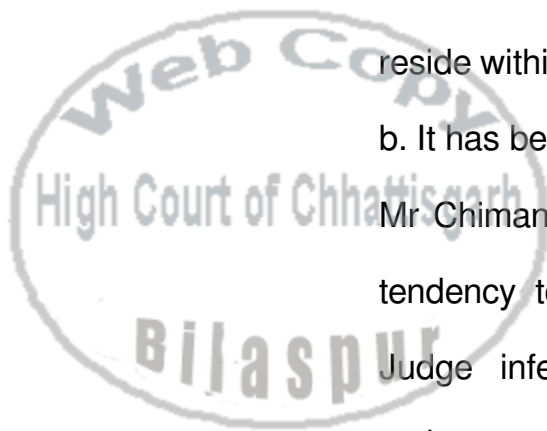 Web Copy
High Court of Chhattisgarh
Bilaspur
reside withi
b. It has be
Mr Chiman
tendency t
Judge infe